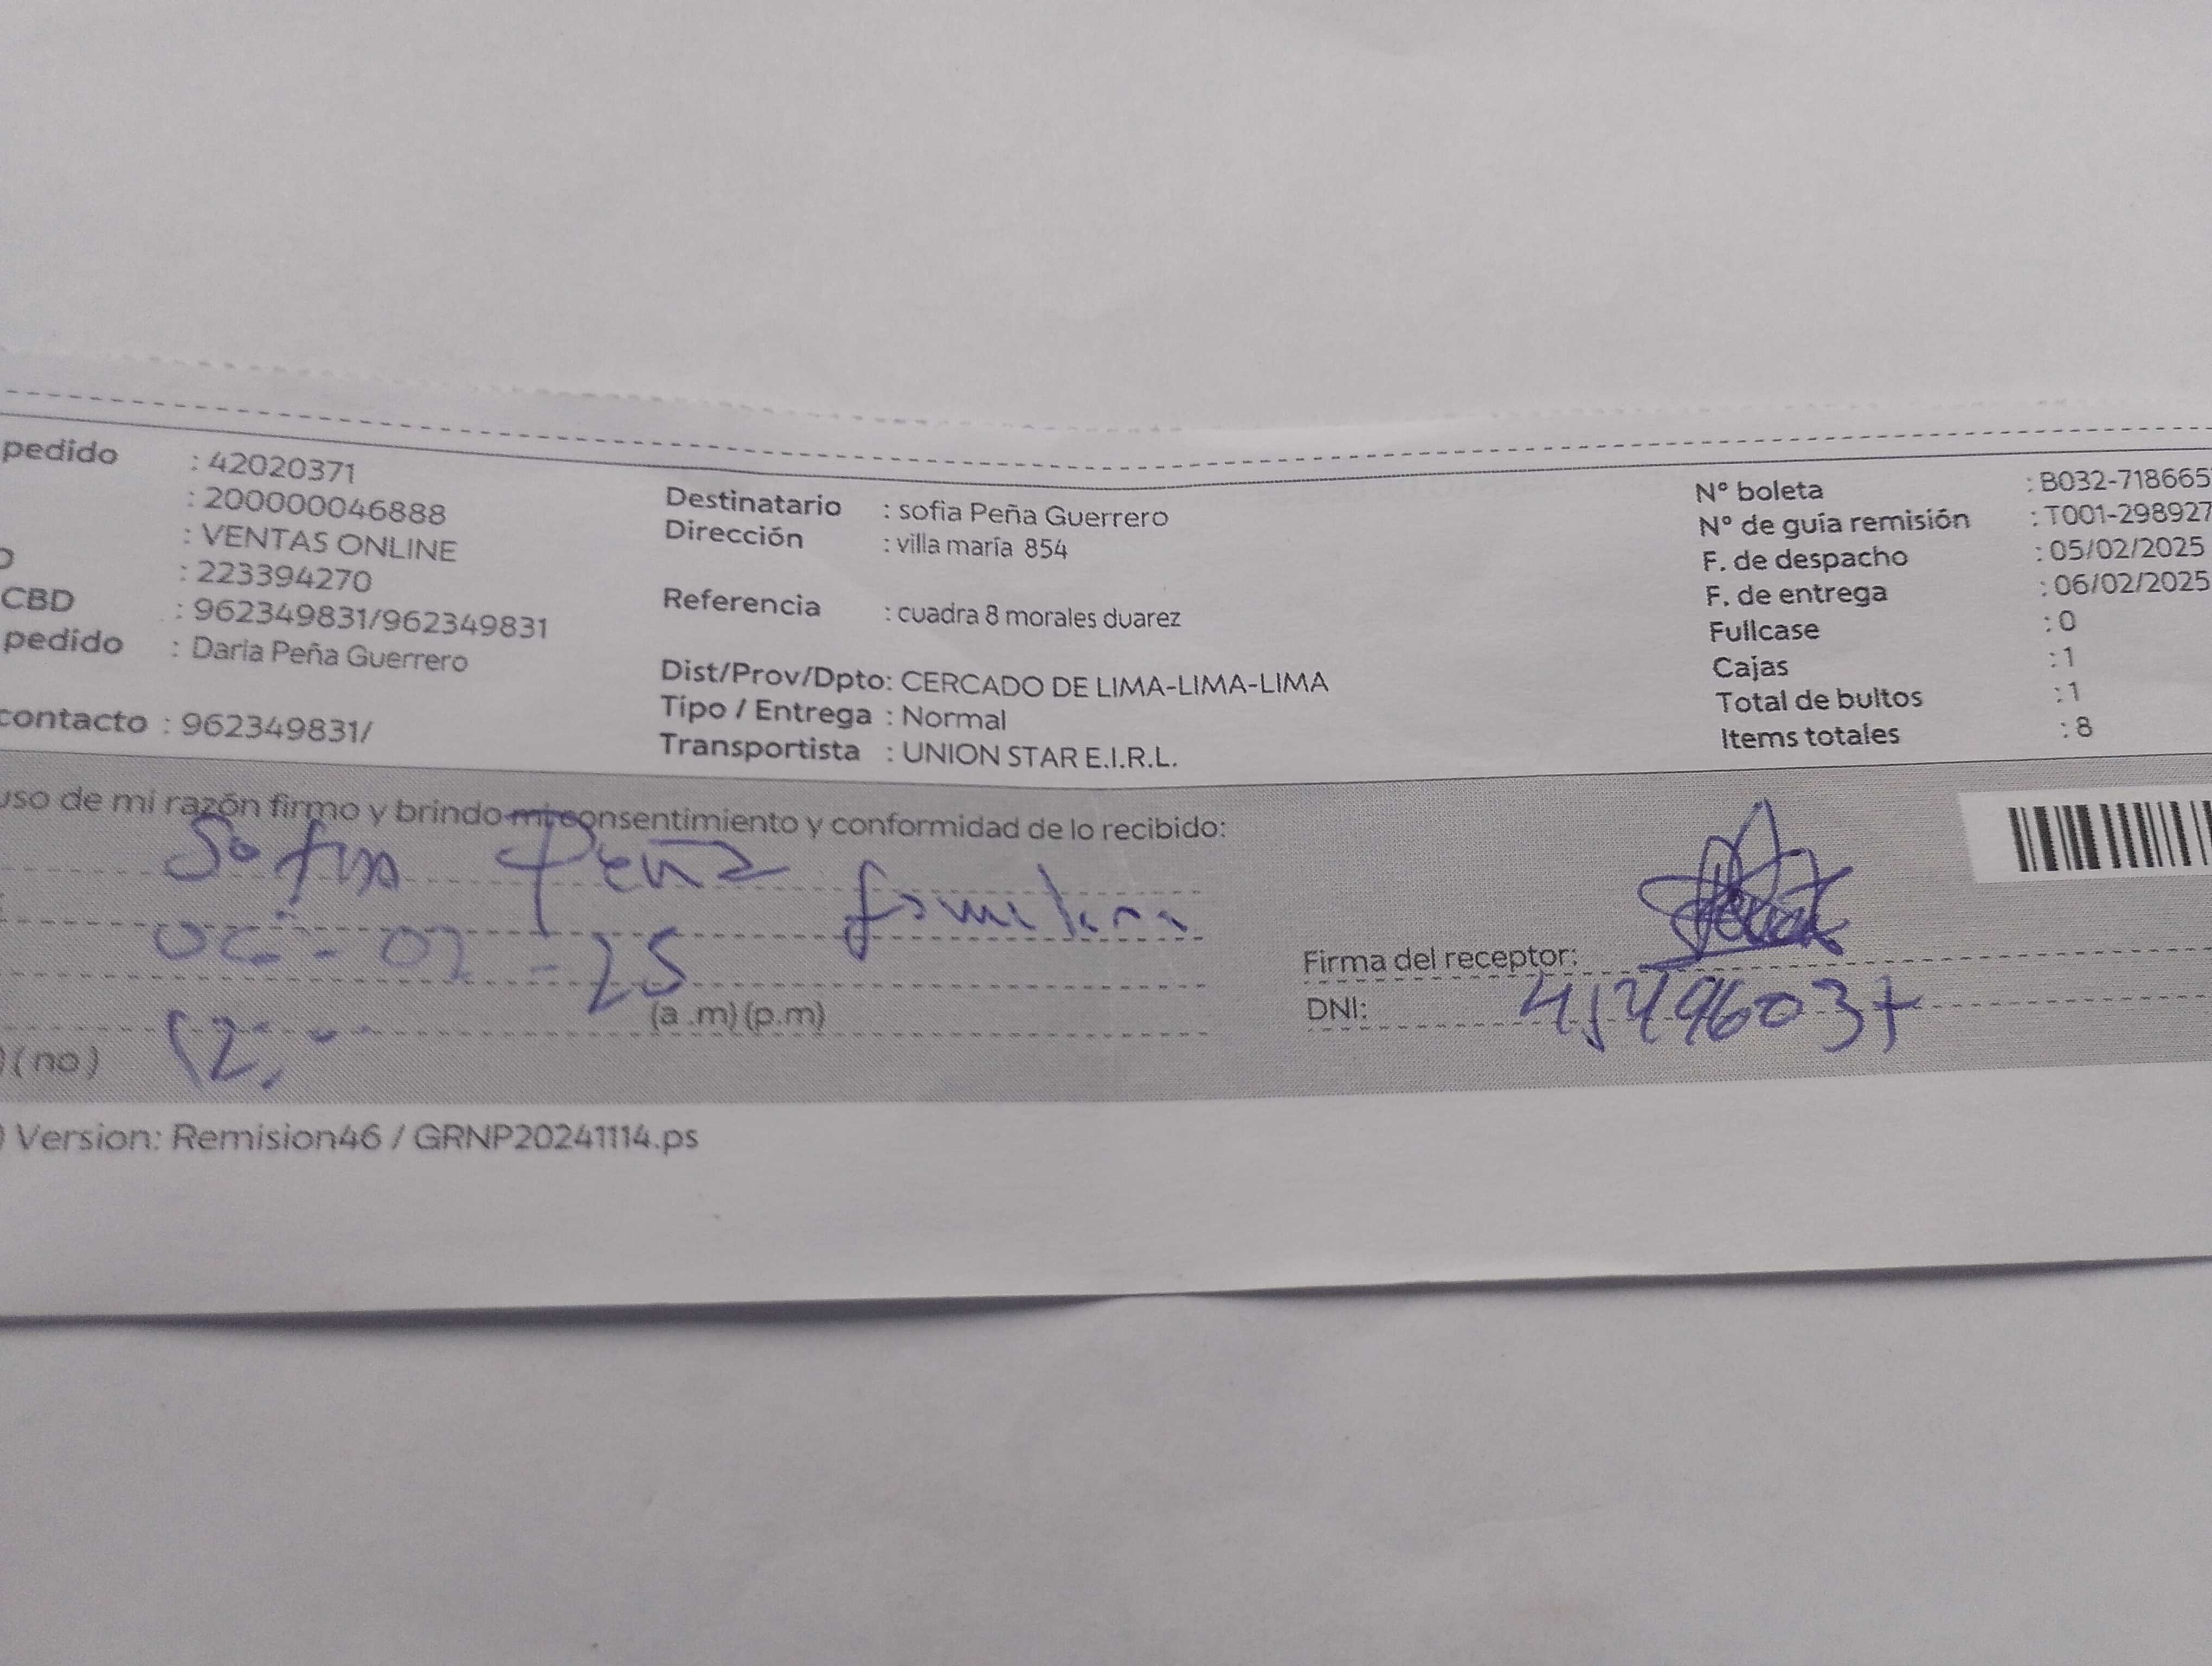 pedido : 42020371
: 200000046888
: VENTAS ONLINE
: 223394270
CBD : 962349831/962349831
pedido : Daria Peña Guerrero
contacto : 962349831/
Destinatario : sofia Peña Guerrero
Dirección : villa maría 854
Referencia : cuadra 8 morales duarez
Dist/Prov/Dpto: CERCADO DE LIMA-LIMA-LIMA
Tipo / Entrega : Normal
Transportista : UNION STAR E.I.R.L.
Nº boleta : B032-718665
Nº de guía remisión : T001-298927
F. de despacho : 05/02/2025
F. de entrega : 06/02/2025
Fullcase : 0
Cajas : 1
Total de bultos : 1
Items totales : 8
uso de mi razón firmo y brindo mi consentimiento y conformidad de lo recibido:
Sofia Peña
06-02-25
(a .m) (p.m)
(no) 12:
Firma del receptor:
DNI:
) Version: Remision46 / GRNP20241114.ps